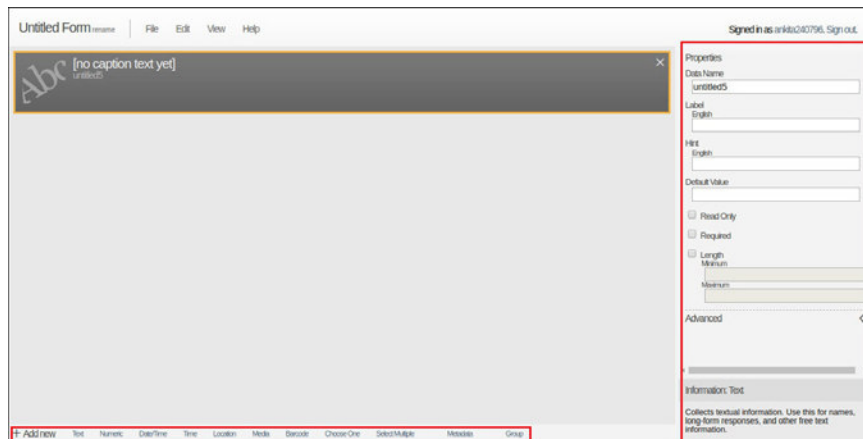 Untitled Form rename File Edit View Help Signed in as ankita240796. Sign out.
[no caption text yet]
untitled5
Abc
Properties
Data Name
untitled5
Label
English
Hint
English
Default Value
Read Only
Required
Length
Minimum
Maximum
Advanced
Information: Text
Collects textual information. Use this for names,
long-form responses, and other free text
information.
+ Add new Text Numeric Date/Time Time Location Media Barcode Choose One Select Multiple Metadata Group